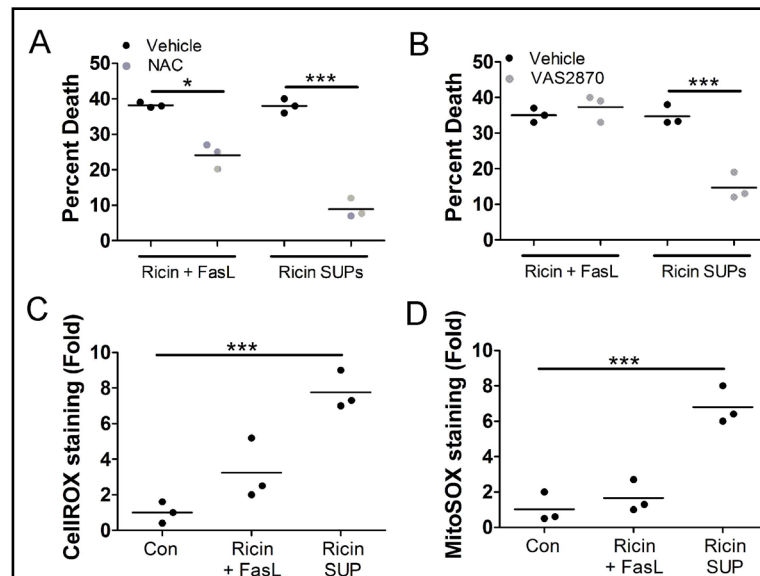 A
Vehicle
NAC
Percent Death
50
40
30
20
10
0
*
***
Ricin + FasL
Ricin SUPs
B
Vehicle
VAS2870
Percent Death
50
40
30
20
10
0
***
Ricin + FasL
Ricin SUPs
C
CellROX staining (Fold)
10
8
6
4
2
0
***
Con
Ricin
+ FasL
Ricin
SUP
D
MitoSOX staining (Fold)
10
8
6
4
2
0
***
Con
Ricin
+ FasL
Ricin
SUP